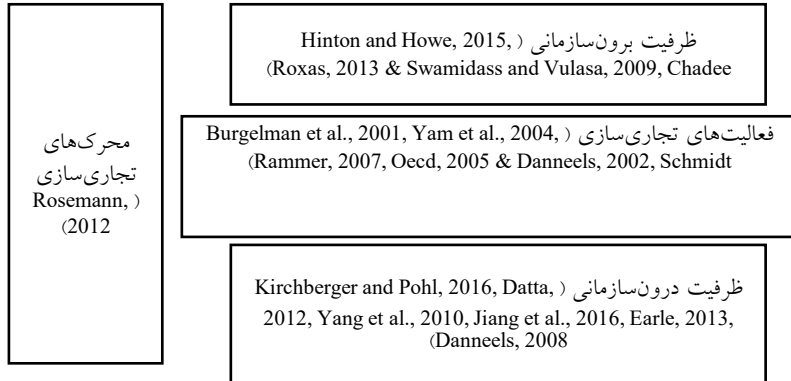 ظرفیت برون‌سازمانی ( Hinton and Howe, 2015,
Roxas, 2013 & Swamidass and Vulasa, 2009, Chadee)
فعالیت‌های تجاری‌سازی ( Burgelman et al., 2001, Yam et al., 2004,
Rammer, 2007, Oecd, 2005 & Danneels, 2002, Schmidt)
ظرفیت درون‌سازمانی ( Kirchberger and Pohl, 2016, Datta,
2012, Yang et al., 2010, Jiang et al., 2016, Earle, 2013,
Danneels, 2008)
محرک‌های
تجاری‌سازی
( Rosemann,
2012)